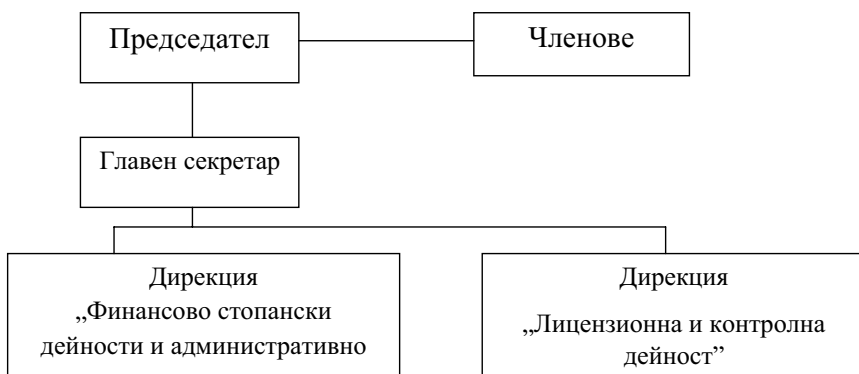 Председател
Членове
Главен секретар
Дирекция
„Финансово стопански
дейности и административно
Дирекция
„Лицензионна и контролна
дейност”